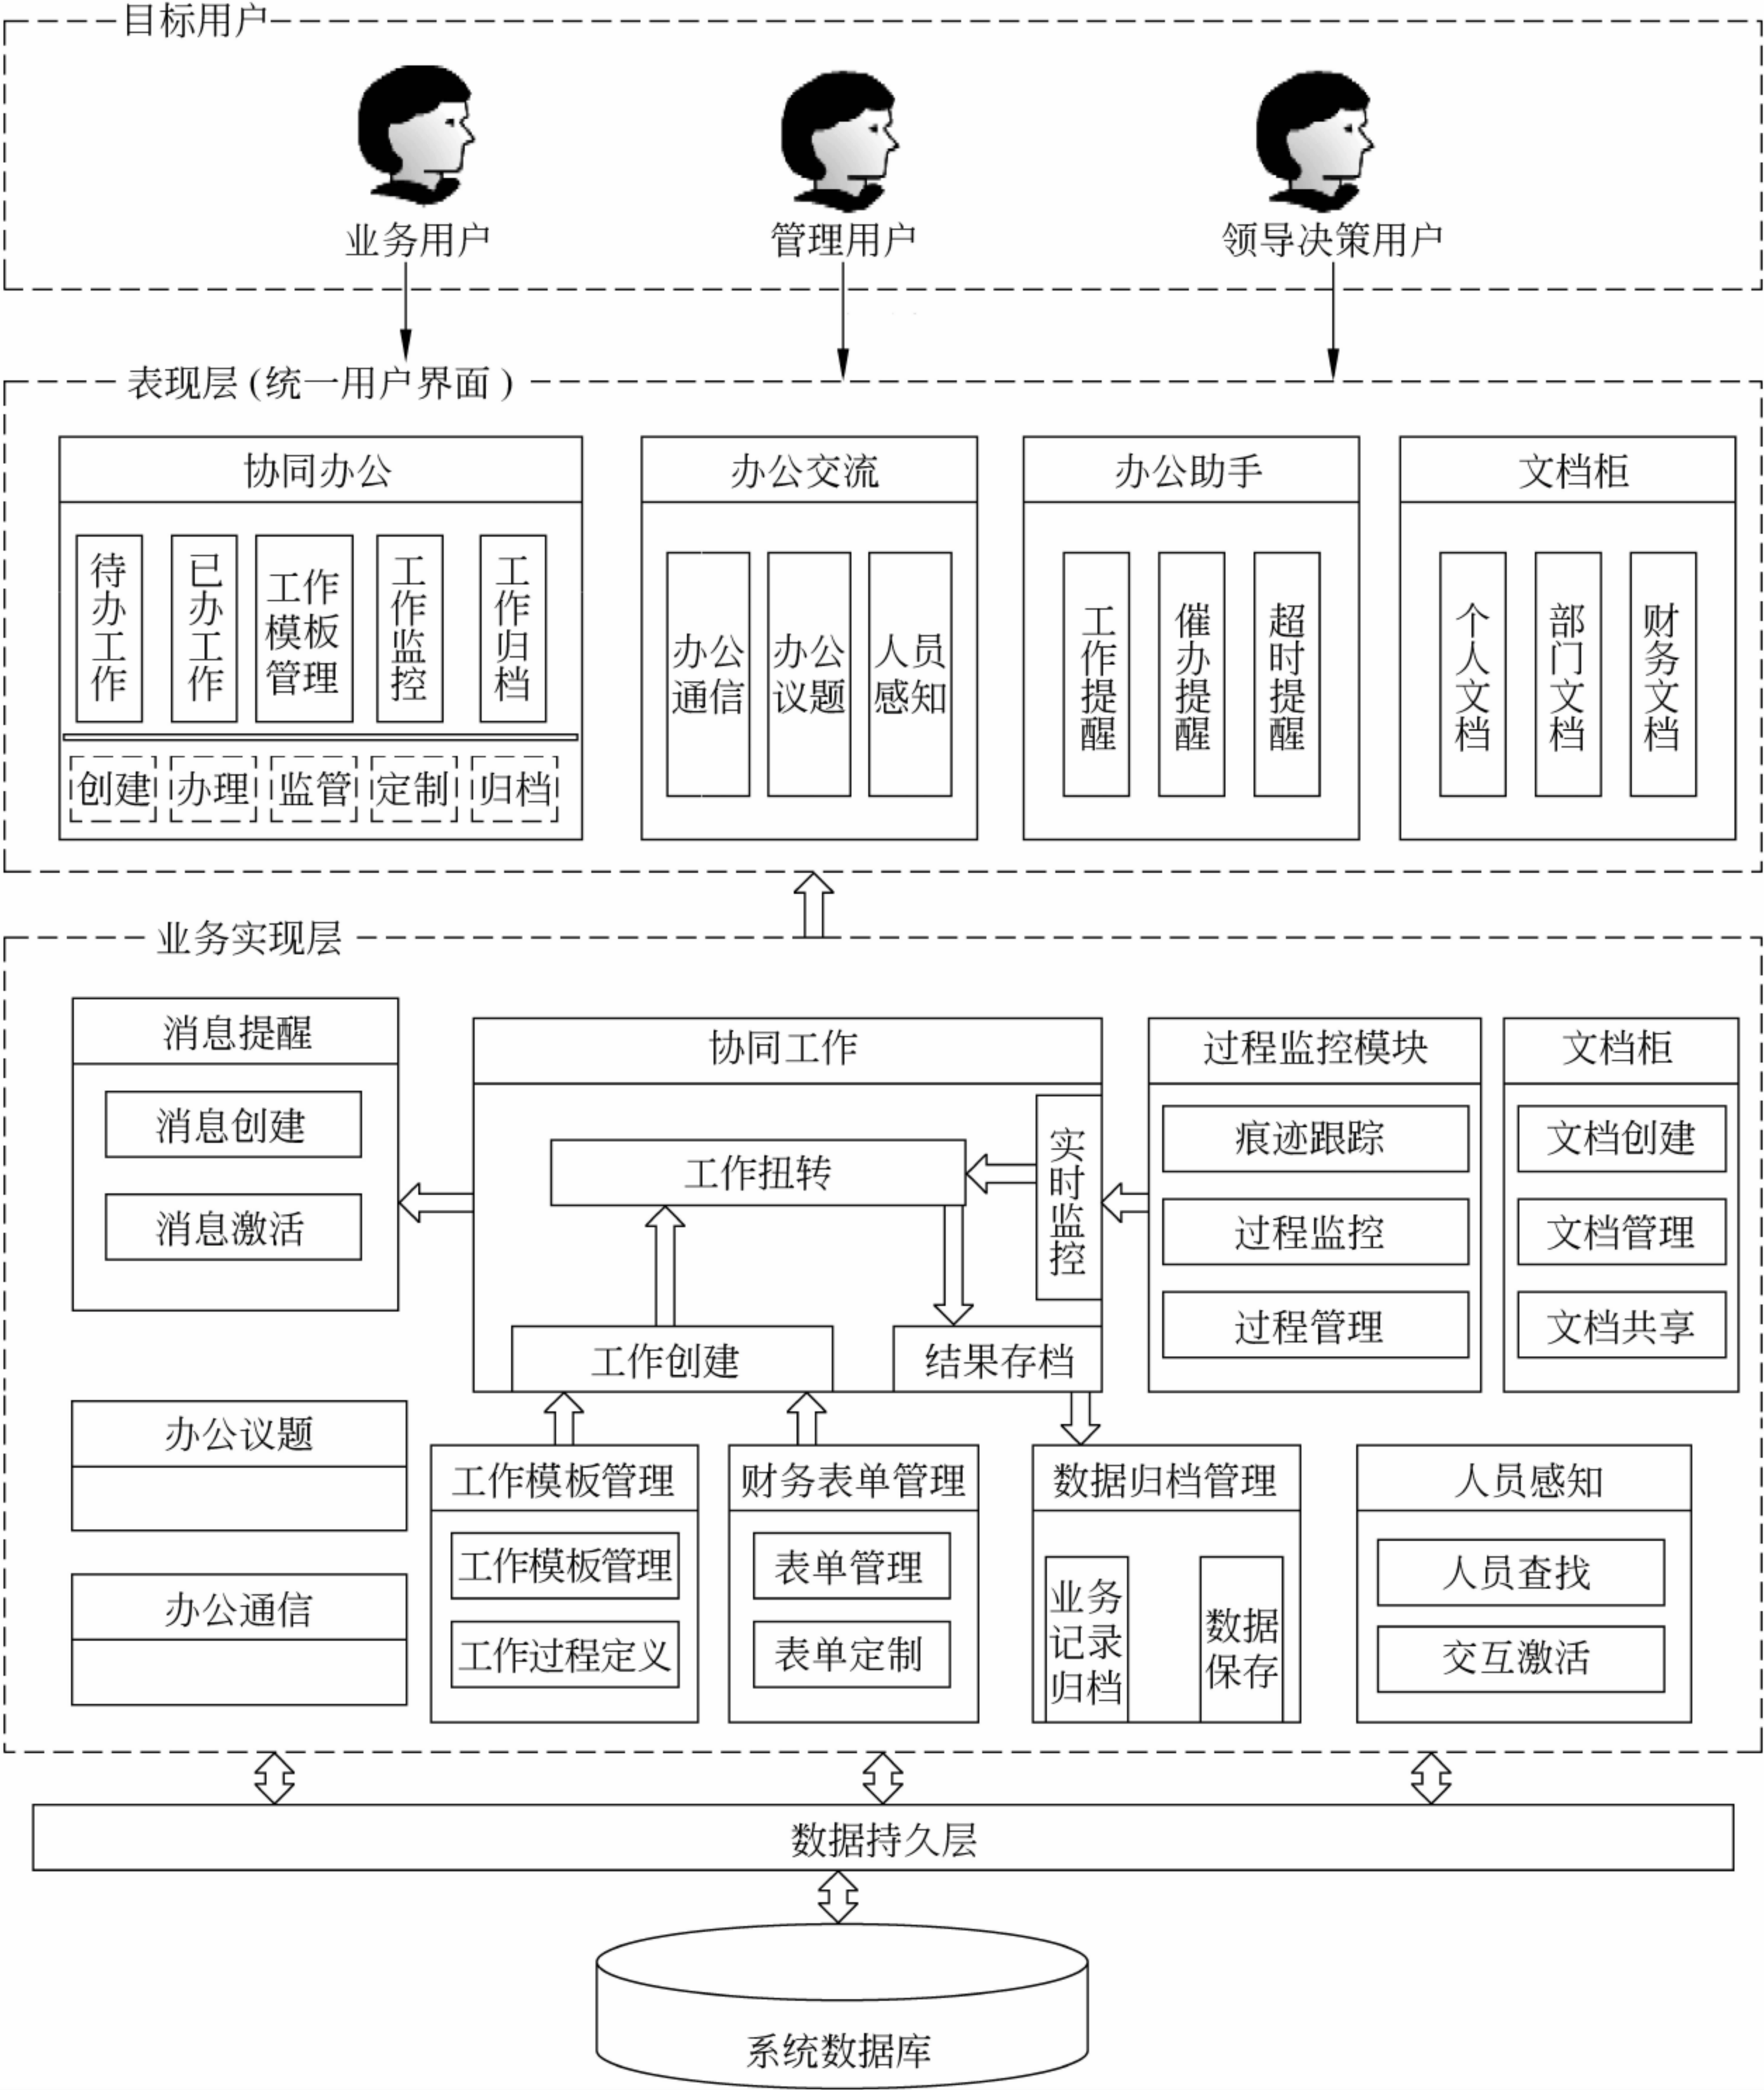 目标用户
业务用户
管理用户
领导决策用户
表现层(统一用户界面)
协同办公
待办工作
已办工作
工作
模板
管理
工作监控
工作归档
创建
办理
监管
定制
归档
办公交流
办公
通信
办公
议题
人员
感知
办公助手
工作提醒
催办提醒
超时提醒
文档柜
个人文档
部门文档
财务文档
业务实现层
消息提醒
消息创建
消息激活
协同工作
工作扭转
实时监控
工作创建
结果存档
过程监控模块
痕迹跟踪
过程监控
过程管理
文档柜
文档创建
文档管理
文档共享
办公议题
办公通信
工作模板管理
工作模板管理
工作过程定义
财务表单管理
表单管理
表单定制
数据归档管理
业务
记录
归档
数据
保存
人员感知
人员查找
交互激活
数据持久层
系统数据库